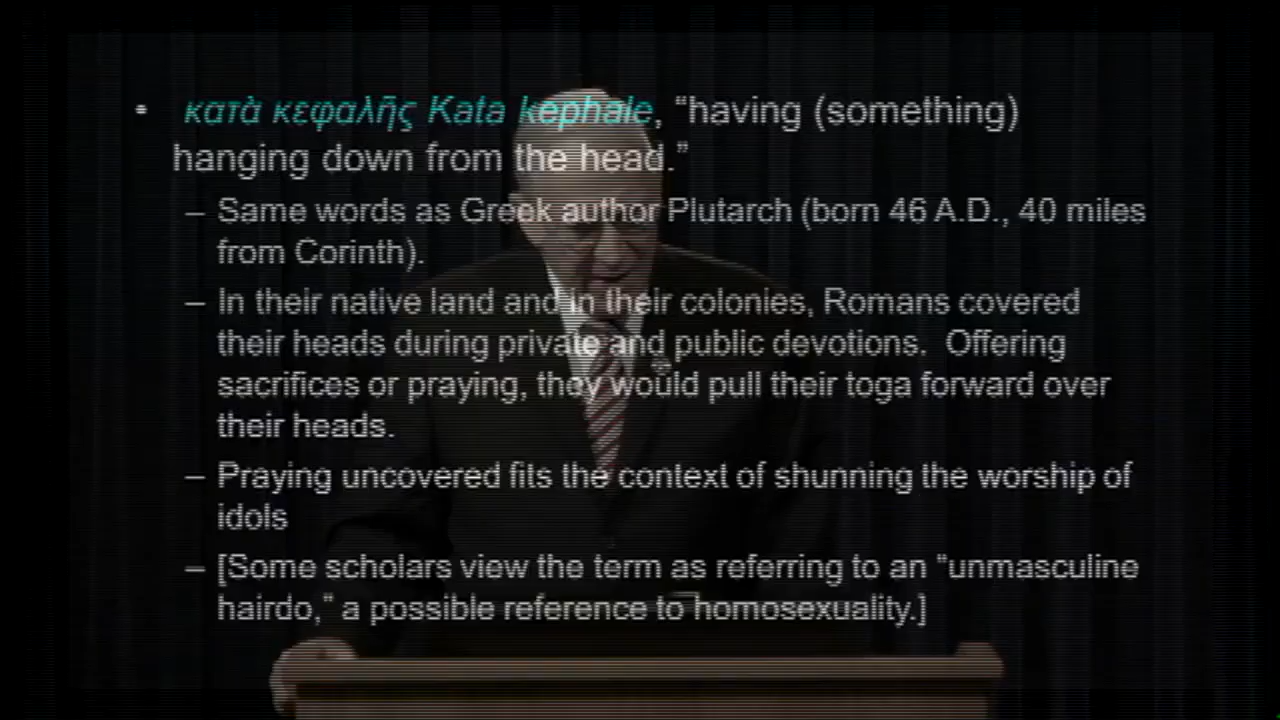 • κατὰ κεφαλῆς Kata kephale, “having (something)
hanging down from the head.”
– Same words as Greek author Plutarch (born 46 A.D., 40 miles
from Corinth).
– In their native land and in their colonies, Romans covered
their heads during private and public devotions. Offering
sacrifices or praying, they would pull their toga forward over
their heads.
– Praying uncovered fits the context of shunning the worship of
idols
– [Some scholars view the term as referring to an “unmasculine
hairdo,” a possible reference to homosexuality.]